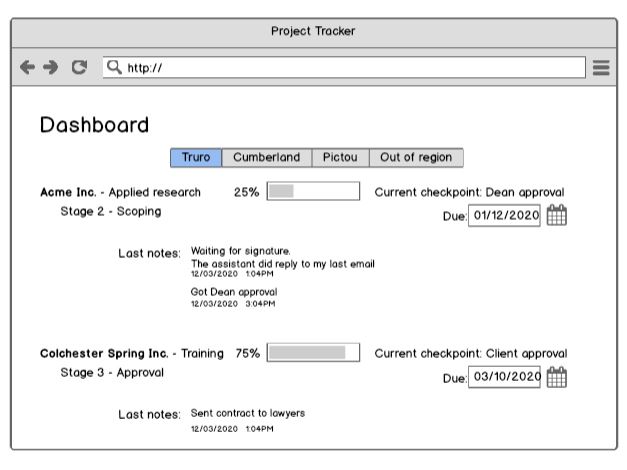 Project Tracker
http://
Dashboard
Truro Cumberland Pictou Out of region
Acme Inc. - Applied research 25% Current checkpoint: Dean approval
Stage 2 - Scoping Due: 01/12/2020
Last notes: Waiting for signature.
The assistant did reply to my last email
12/03/2020 1:04PM
Got Dean approval
12/03/2020 3:04PM
Colchester Spring Inc. - Training 75% Current checkpoint: Client approval
Stage 3 - Approval Due: 03/10/2020
Last notes: Sent contract to lawyers
12/03/2020 1:04PM